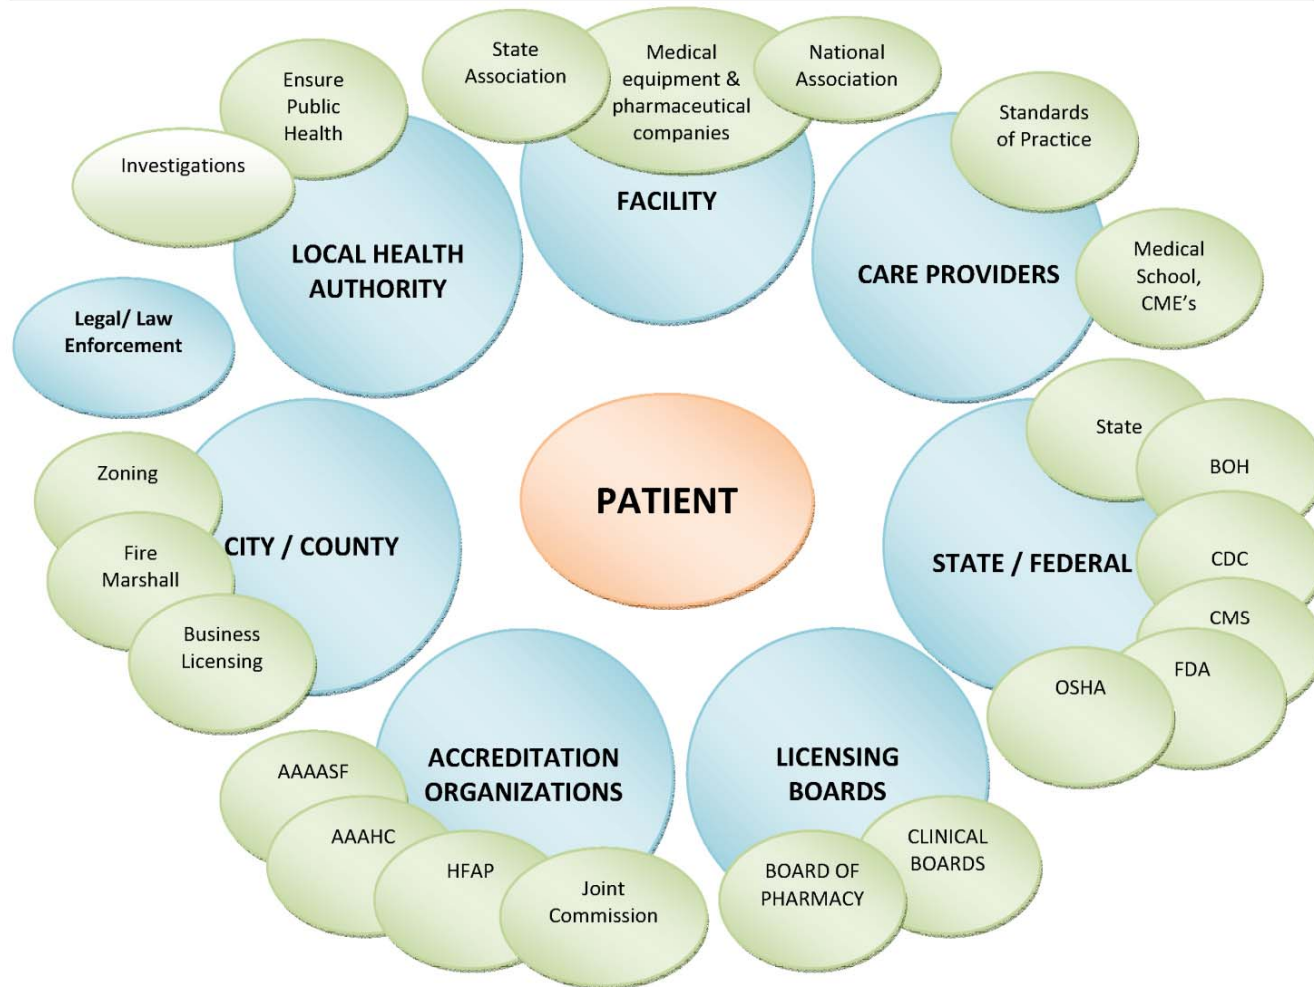 State
Association
Medical
equipment &
pharmaceutical
companies
National
Association
Ensure
Public
Health
Investigations
Standards
of Practice
FACILITY
LOCAL HEALTH
AUTHORITY
CARE PROVIDERS
Medical
School,
CME's
Legal/ Law
Enforcement
State
BOH
Zoning
PATIENT
CITY / COUNTY
STATE / FEDERAL
CDC
Fire
Marshall
CMS
Business
Licensing
FDA
OSHA
ACCREDITATION
ORGANIZATIONS
LICENSING
BOARDS
AAAASF
AAAHC
HFAP
Joint
Commission
CLINICAL
BOARDS
BOARD OF
PHARMACY